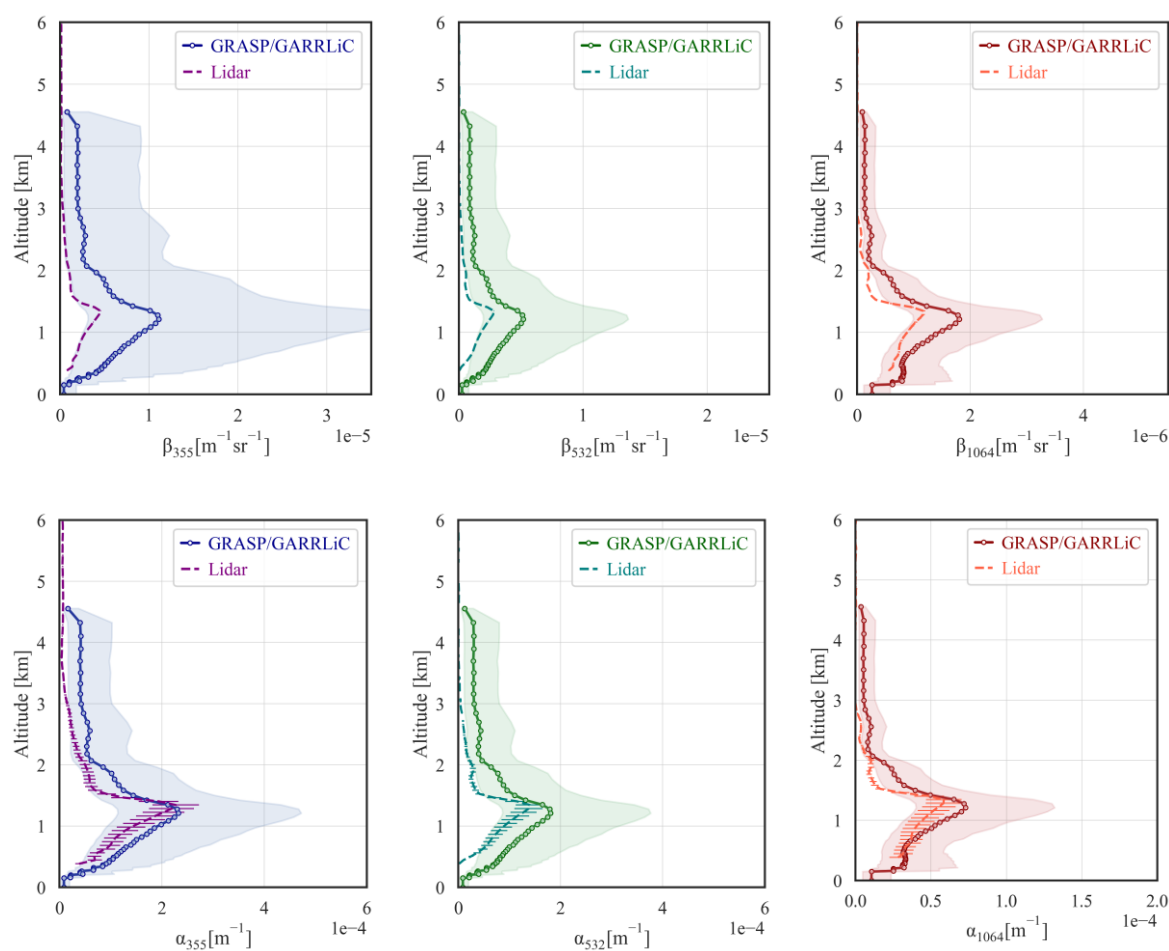 6
5
4
3
2
1
0
Altitude [km]
GRASP/GARRLiC
Lidar
0 1 2 3
1e−5
β₃₅₅[m⁻¹sr⁻¹]
6
5
4
3
2
1
0
Altitude [km]
GRASP/GARRLiC
Lidar
0 1 2
1e−5
β₅₃₂[m⁻¹sr⁻¹]
6
5
4
3
2
1
0
Altitude [km]
GRASP/GARRLiC
Lidar
0 2 4
1e−6
β₁₀₆₄[m⁻¹sr⁻¹]
6
5
4
3
2
1
0
Altitude [km]
GRASP/GARRLiC
Lidar
0 2 4 6
1e−4
α₃₅₅[m⁻¹]
6
5
4
3
2
1
0
Altitude [km]
GRASP/GARRLiC
Lidar
0 2 4 6
1e−4
α₅₃₂[m⁻¹]
6
5
4
3
2
1
0
Altitude [km]
GRASP/GARRLiC
Lidar
0.0 0.5 1.0 1.5 2.0
1e−4
α₁₀₆₄[m⁻¹]